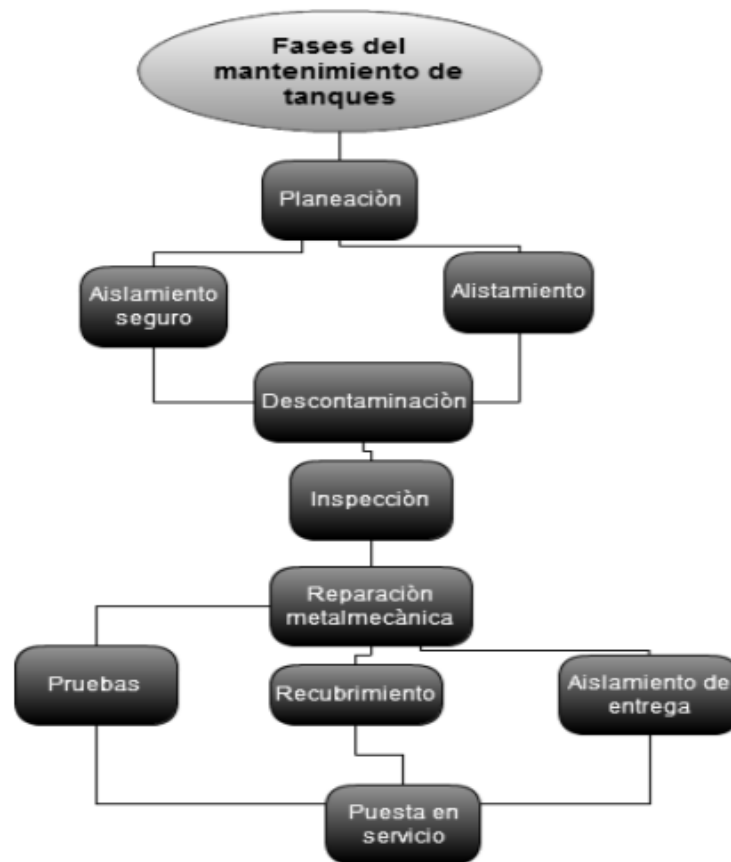 Fases del
mantenimiento de
tanques
Planeaciòn
Aislamiento
seguro
Alistamiento
Descontaminaciòn
Inspecciòn
Reparaciòn
metalmecànica
Pruebas
Recubrimiento
Aislamiento de
entrega
Puesta en
servicio